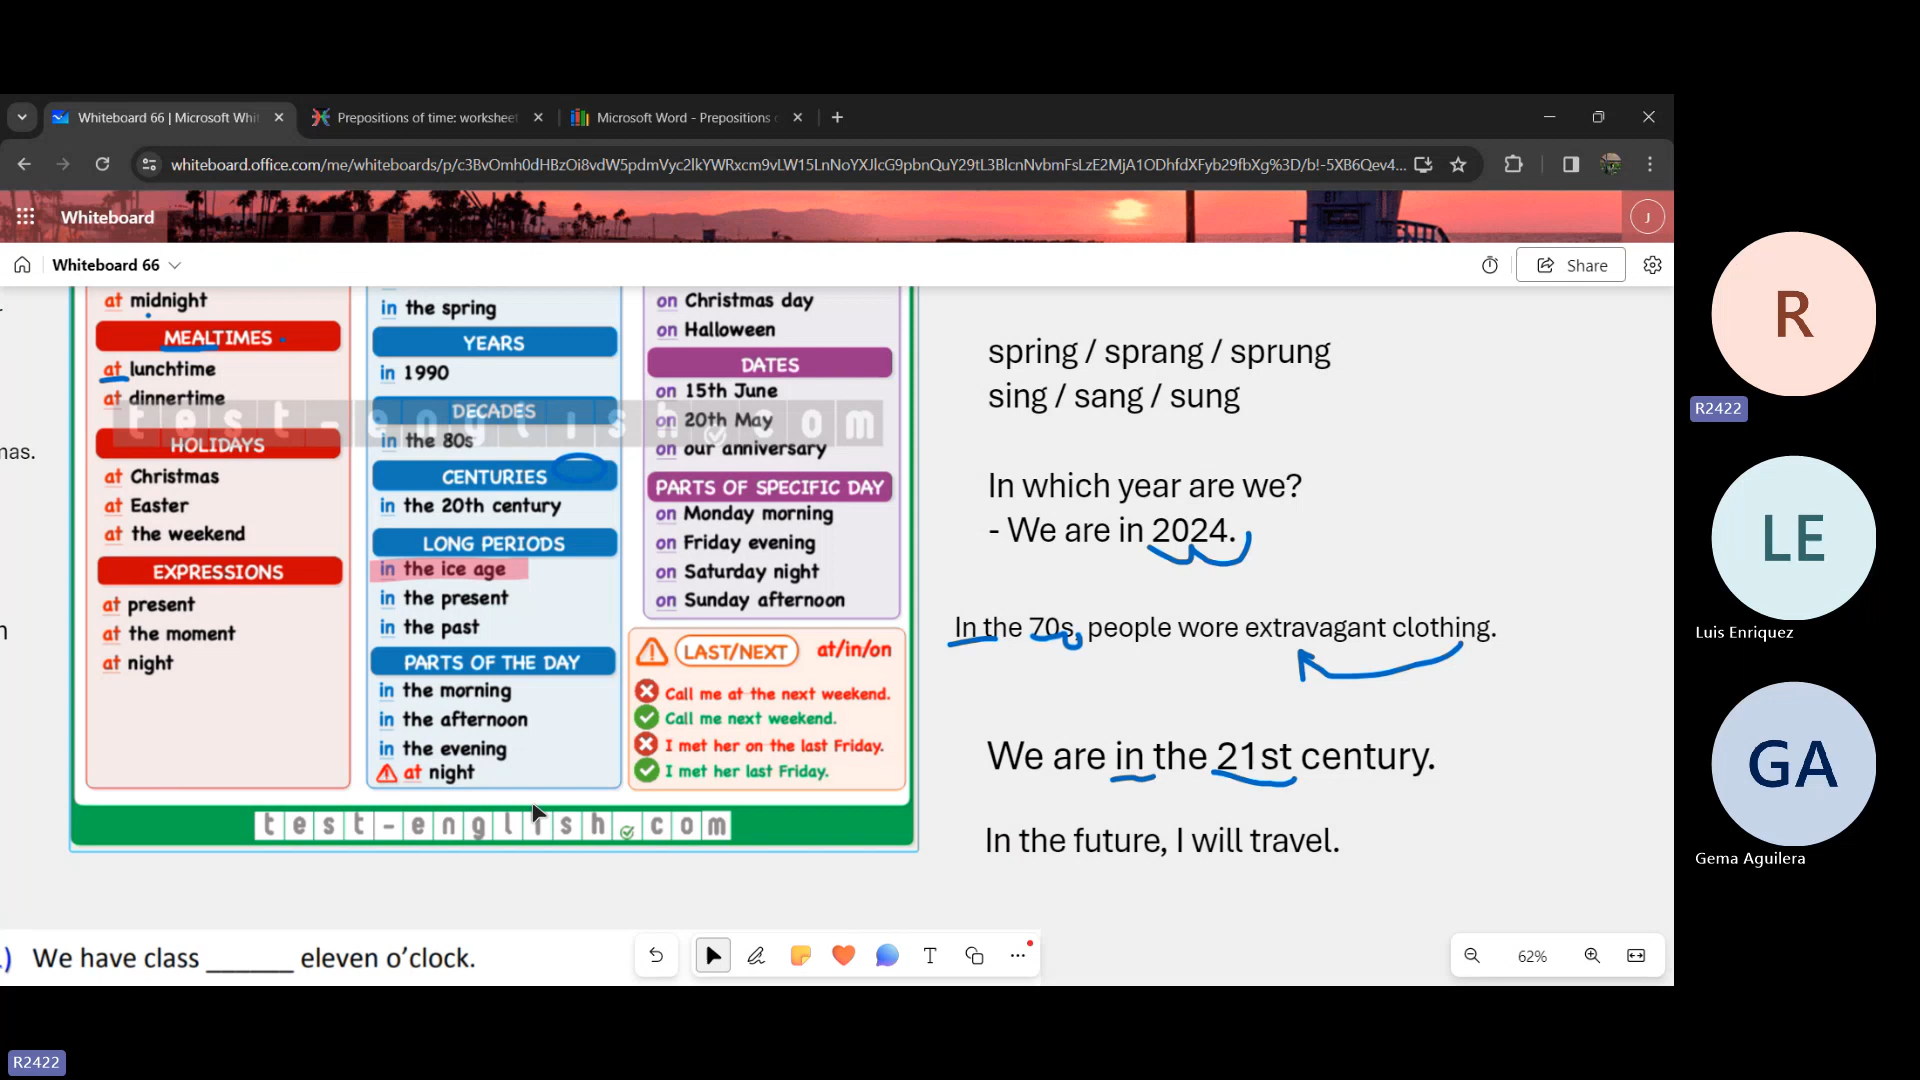 Whiteboard 66 | Microsoft Whi
Prepositions of time: worksheet
Microsoft Word - Prepositions
whiteboard.office.com/me/whiteboards/p/c3BvOmh0dHBzOi8vdW5pdmVyc2lkYWRxcm9vLW15LnNoYXJlcG9pbnQuY29tL3BlcnNvbmFsLzE2MjA1ODhfdXFyb29fbXg%3D/b!-5XB6Qev4...
Whiteboard
J
Whiteboard 66
Share
at midnight
MEALTIMES
at lunchtime
at dinnertime
HOLIDAYS
at Christmas
at Easter
at the weekend
EXPRESSIONS
at present
at the moment
at night
in the spring
YEARS
in 1990
DECADES
in the 80s
CENTURIES
in the 20th century
LONG PERIODS
in the ice age
in the present
in the past
PARTS OF THE DAY
in the morning
in the afternoon
in the evening
at night
on Christmas day
on Halloween
DATES
on 15th June
on 20th May
on our anniversary
PARTS OF SPECIFIC DAY
on Monday morning
on Friday evening
on Saturday night
on Sunday afternoon
LAST/NEXT at/in/on
Call me at the next weekend.
Call me next weekend.
I met her on the last Friday.
I met her last Friday.
test-english.com
test-english.com
mas.
spring / sprang / sprung
sing / sang / sung
In which year are we?
- We are in 2024.
In the 70s, people wore extravagant clothing.
We are in the 21st century.
In the future, I will travel.
.) We have class ______ eleven o’clock.
T
62%
R
R2422
LE
Luis Enriquez
GA
Gema Aguilera
R2422